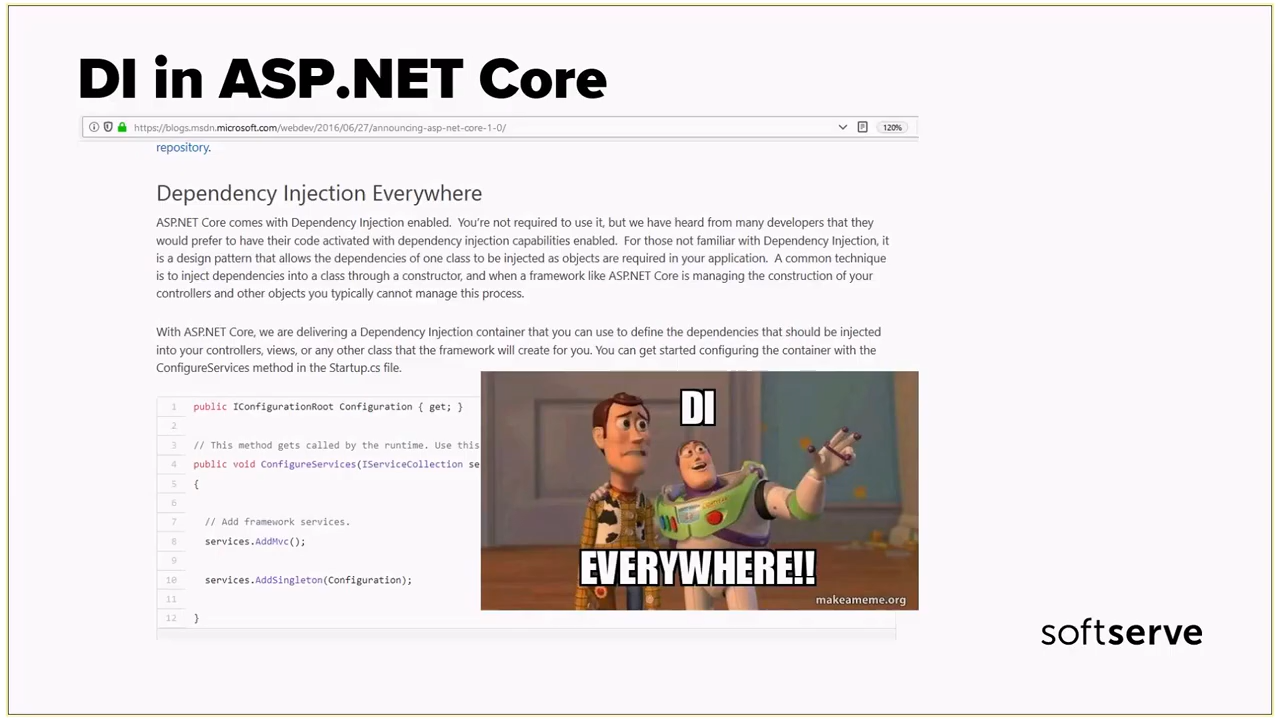 DI in ASP.NET Core
https://blogs.msdn.microsoft.com/webdev/2016/06/27/announcing-asp-net-core-1-0/
120%
repository.
Dependency Injection Everywhere
ASP.NET Core comes with Dependency Injection enabled.  You're not required to use it, but we have heard from many developers that they
would prefer to have their code activated with dependency injection capabilities enabled.  For those not familiar with Dependency Injection, it
is a design pattern that allows the dependencies of one class to be injected as objects are required in your application.  A common technique
is to inject dependencies into a class through a constructor, and when a framework like ASP.NET Core is managing the construction of your
controllers and other objects you typically cannot manage this process.
With ASP.NET Core, we are delivering a Dependency Injection container that you can use to define the dependencies that should be injected
into your controllers, views, or any other class that the framework will create for you. You can get started configuring the container with the
ConfigureServices method in the Startup.cs file.
1 public IConfigurationRoot Configuration { get; }
2
3 // This method gets called by the runtime. Use this
4 public void ConfigureServices(IServiceCollection se
5 {
6
7 // Add framework services.
8 services.AddMvc();
9
10 services.AddSingleton(Configuration);
11
12 }
DI
EVERYWHERE!!
makeameme.org
softserve